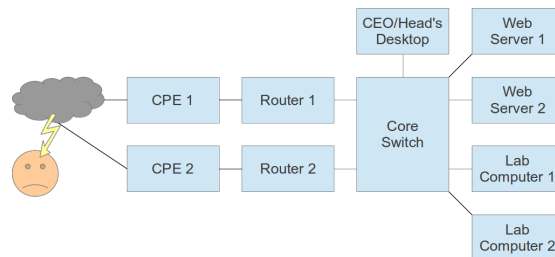 CEO/Head's
Desktop
Web
Server 1
CPE 1
Router 1
Web
Server 2
Core
Switch
CPE 2
Router 2
Lab
Computer 1
Lab
Computer 2